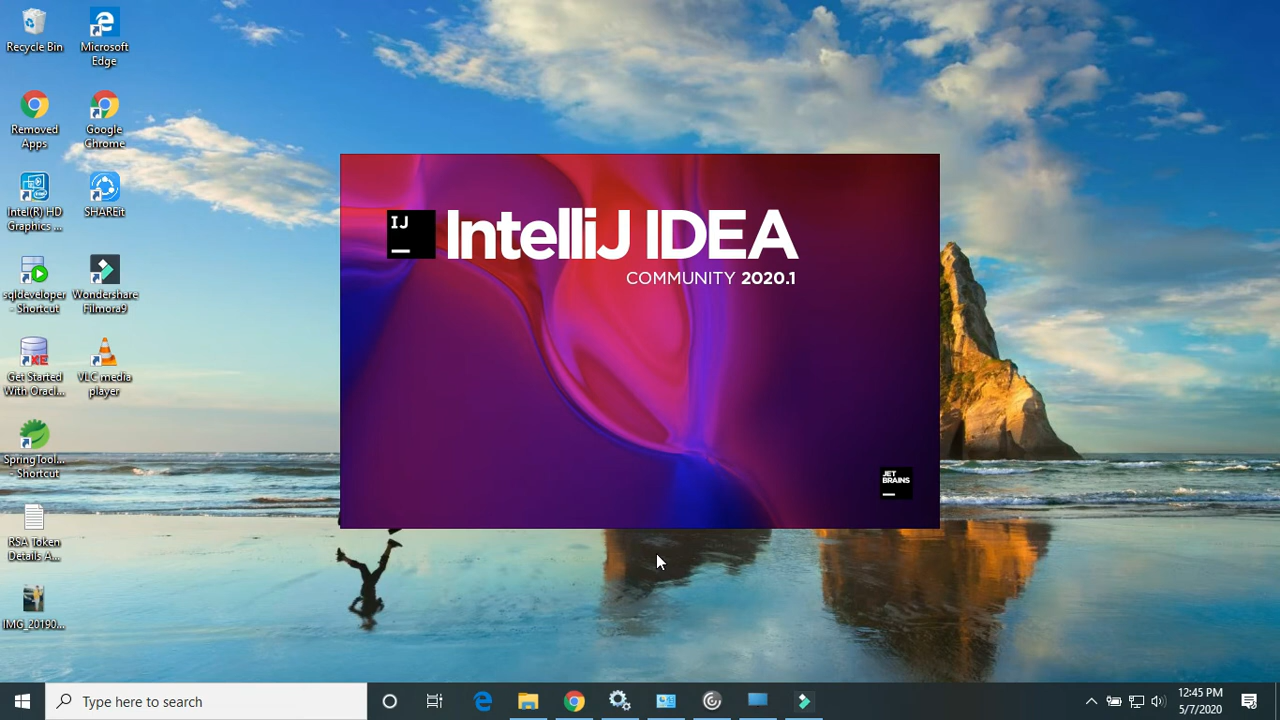 Recycle Bin
Microsoft
Edge
Removed
Apps
Google
Chrome
Intel(R) HD
Graphics ...
SHAREit
sqldeveloper
- Shortcut
Wondershare
Filmora9
XE
Get Started
With Oracl...
VLC media
player
SpringTool...
- Shortcut
RSA Token
Details A...
IMG_20190...
IJ
IntelliJ IDEA
COMMUNITY 2020.1
JET
BRAINS
Type here to search
12:45 PM
5/7/2020